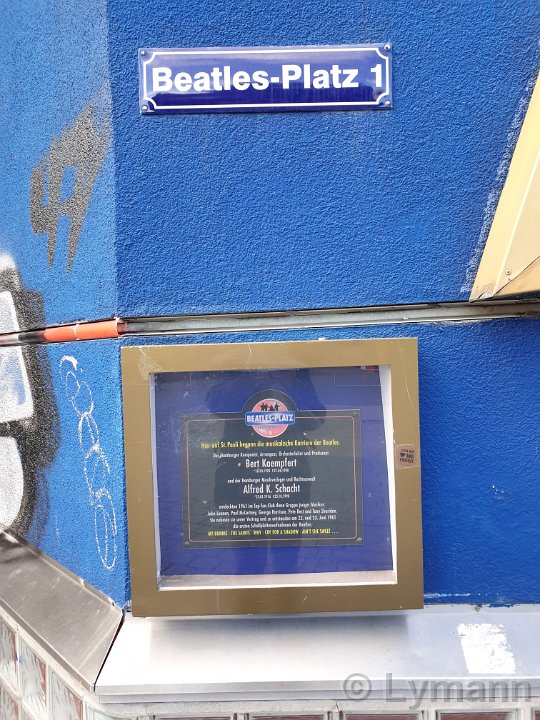 Beatles-Platz 1
BEATLES-PLATZ
Hier auf St. Pauli begann die musikalische Karriere der Beatles.
Der Hamburger Komponist, Arrangeur, Orchesterleiter und Produzent
Bert Kaempfert
und der Hamburger Musikverleger und Rechtsanwalt
Alfred K. Schacht
entdeckten 1961 im Top Ten Club diese Gruppe junger Musiker:
John Lennon, Paul McCartney, George Harrison, Pete Best und Tony Sheridan.
Sie nahmen sie unter Vertrag und so entstanden am 22. und 23. Juni 1961
die ersten Schallplattenaufnahmen der Beatles:
MY BONNIE - THE SAINTS - WHY - CRY FOR A SHADOW - AIN'T SHE SWEET ...
© Lymann